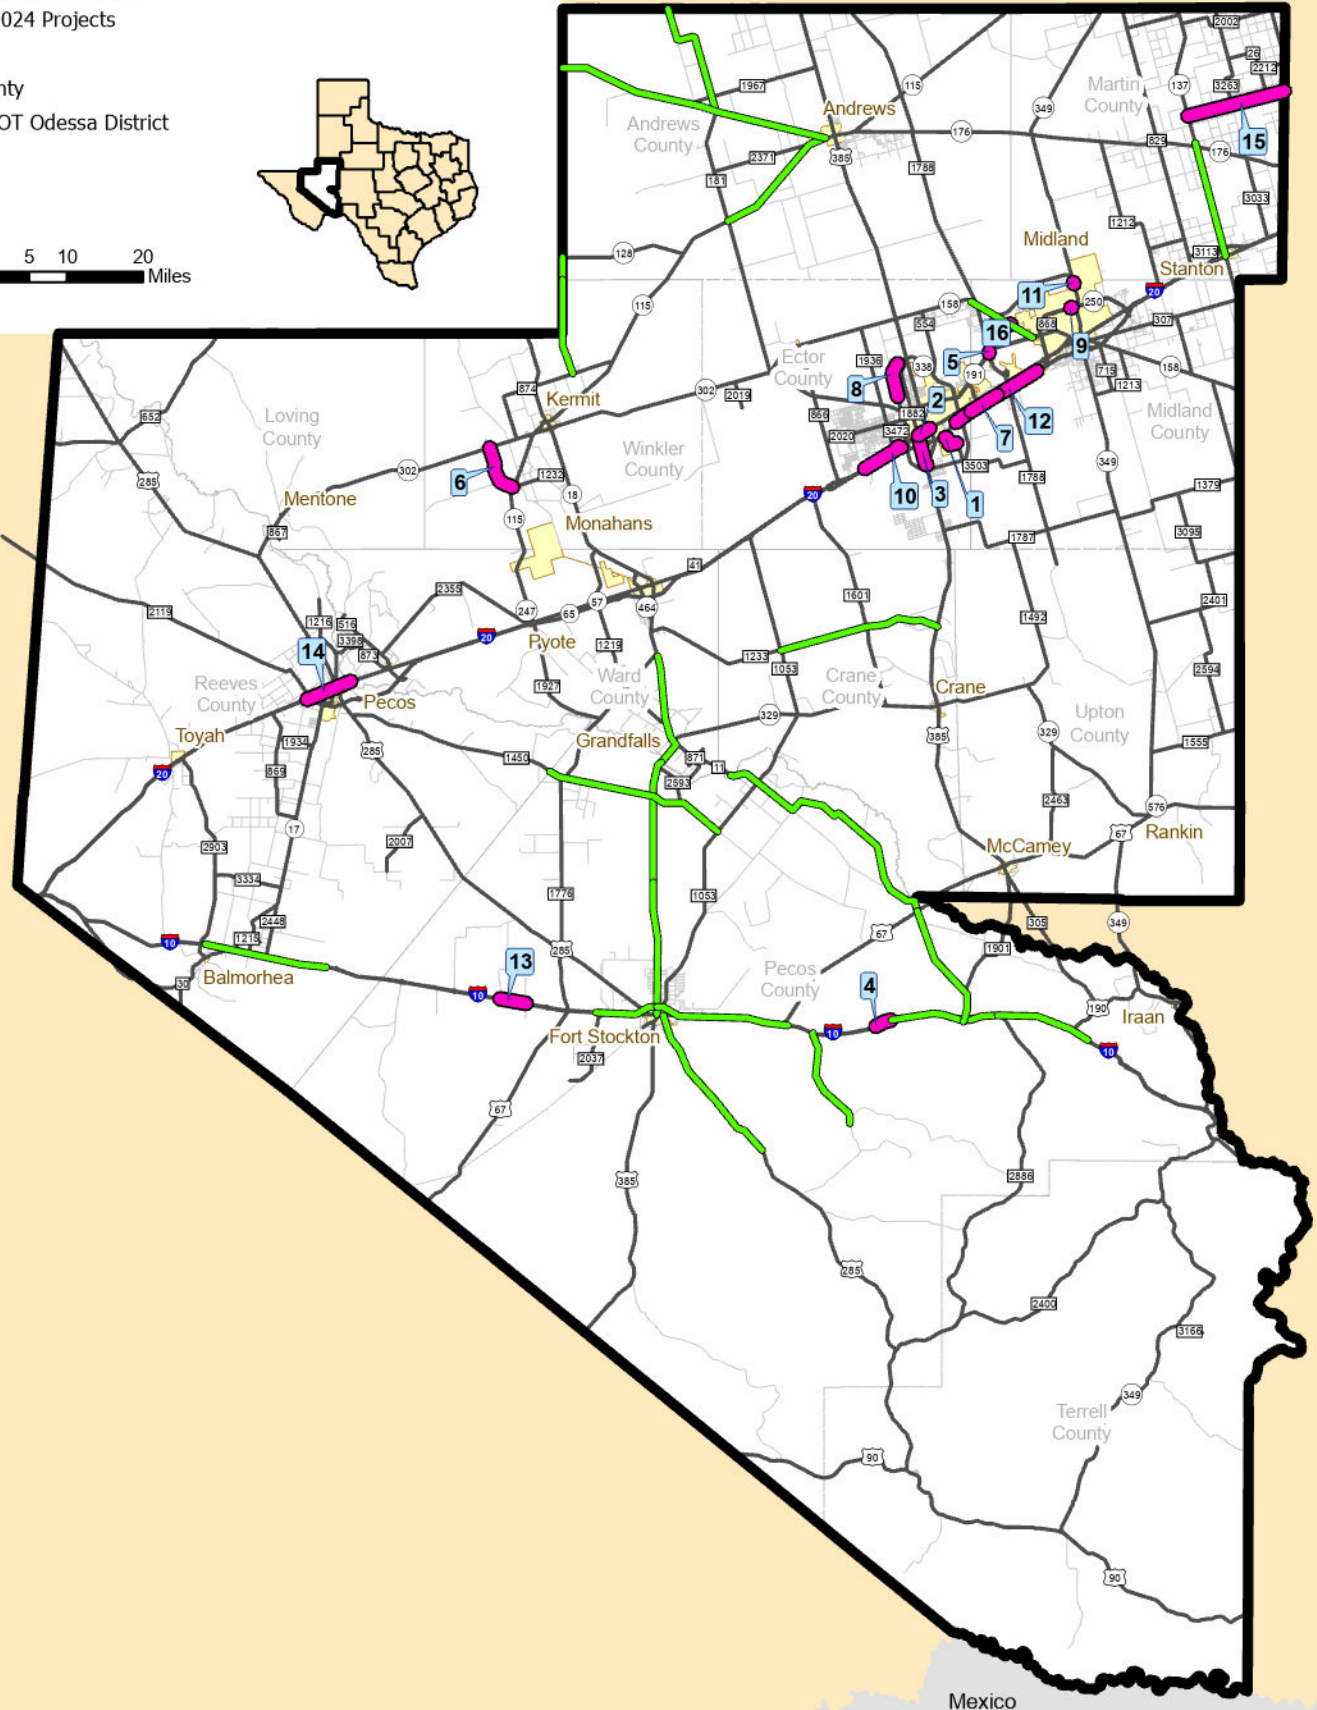 024 Projects
nty
OT Odessa District
5 10 20
Miles
2002
26
2212
137
3263
Martin
County
15
1967
115
349
Andrews
Andrews
County
176
829
176
385
2371
1788
181
3033
1212
Midland
3113
Stanton
128
20
11
250
115
158
554
16
868
307
9
Ector
County
1936
338
5
191
715
158
8
1213
874
302
2019
2
Kermit
866
1882
12
Midland
County
652
Loving
County
2020
3472
7
Winkler
County
349
302
6
1232
3503
285
10
3
1
1788
1379
Mentone
18
20
115
Monahans
867
1787
3095
41
2355
1601
2401
2119
247
65
57
464
1492
1216
516
20
3398
14
873
Pyote
1219
1233
1053
2594
Reeves
County
Ward
County
Crane
County
1927
Crane
Pecos
329
Upton
County
Toyah
1934
285
Grandfalls
385
329
1555
1450
871
11
20
869
2593
2463
576
17
67
Rankin
2007
2903
McCamey
3334
1776
1053
2448
305
349
10
1215
285
67
1901
13
Pecos
County
Balmorhea
30
10
4
190
Iraan
Fort Stockton
10
10
2037
67
385
2886
285
2400
3166
349
Terrell
County
90
90
Mexico